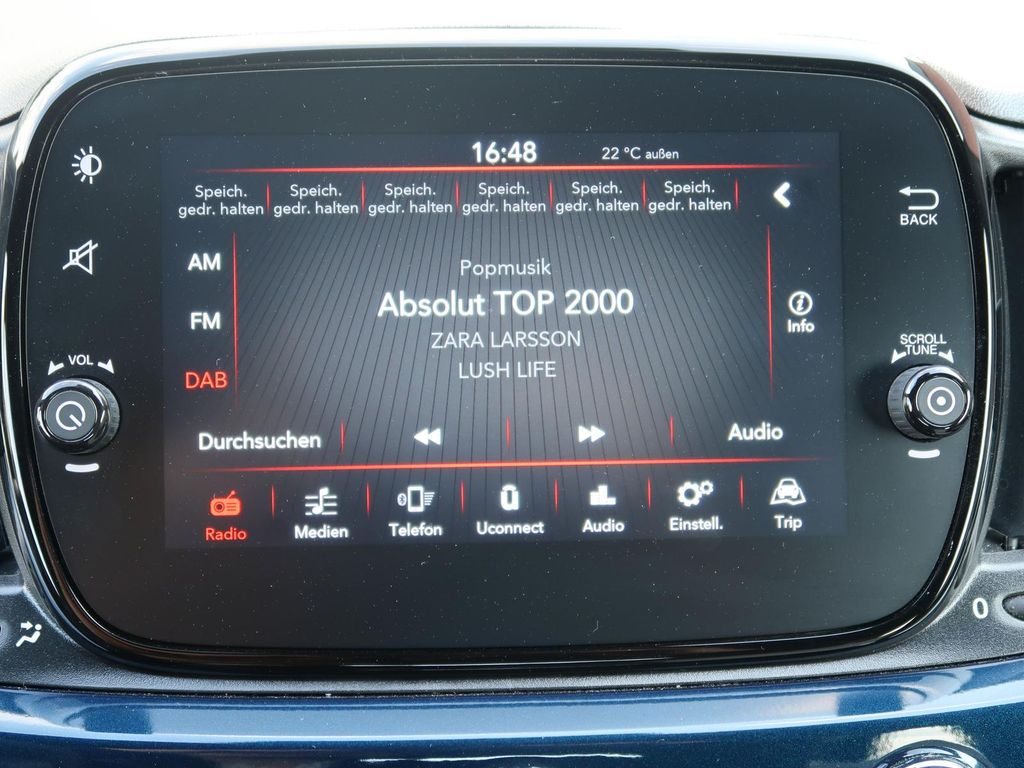 16:48
22 °C außen
Speich.
gedr. halten
Speich.
gedr. halten
Speich.
gedr. halten
Speich.
gedr. halten
Speich.
gedr. halten
Speich.
gedr. halten
BACK
AM
FM
DAB
Popmusik
Absolut TOP 2000
ZARA LARSSON
LUSH LIFE
Info
VOL
SCROLL
TUNE
Durchsuchen
Audio
Radio
Medien
Telefon
Uconnect
Audio
Einstell.
Trip
0